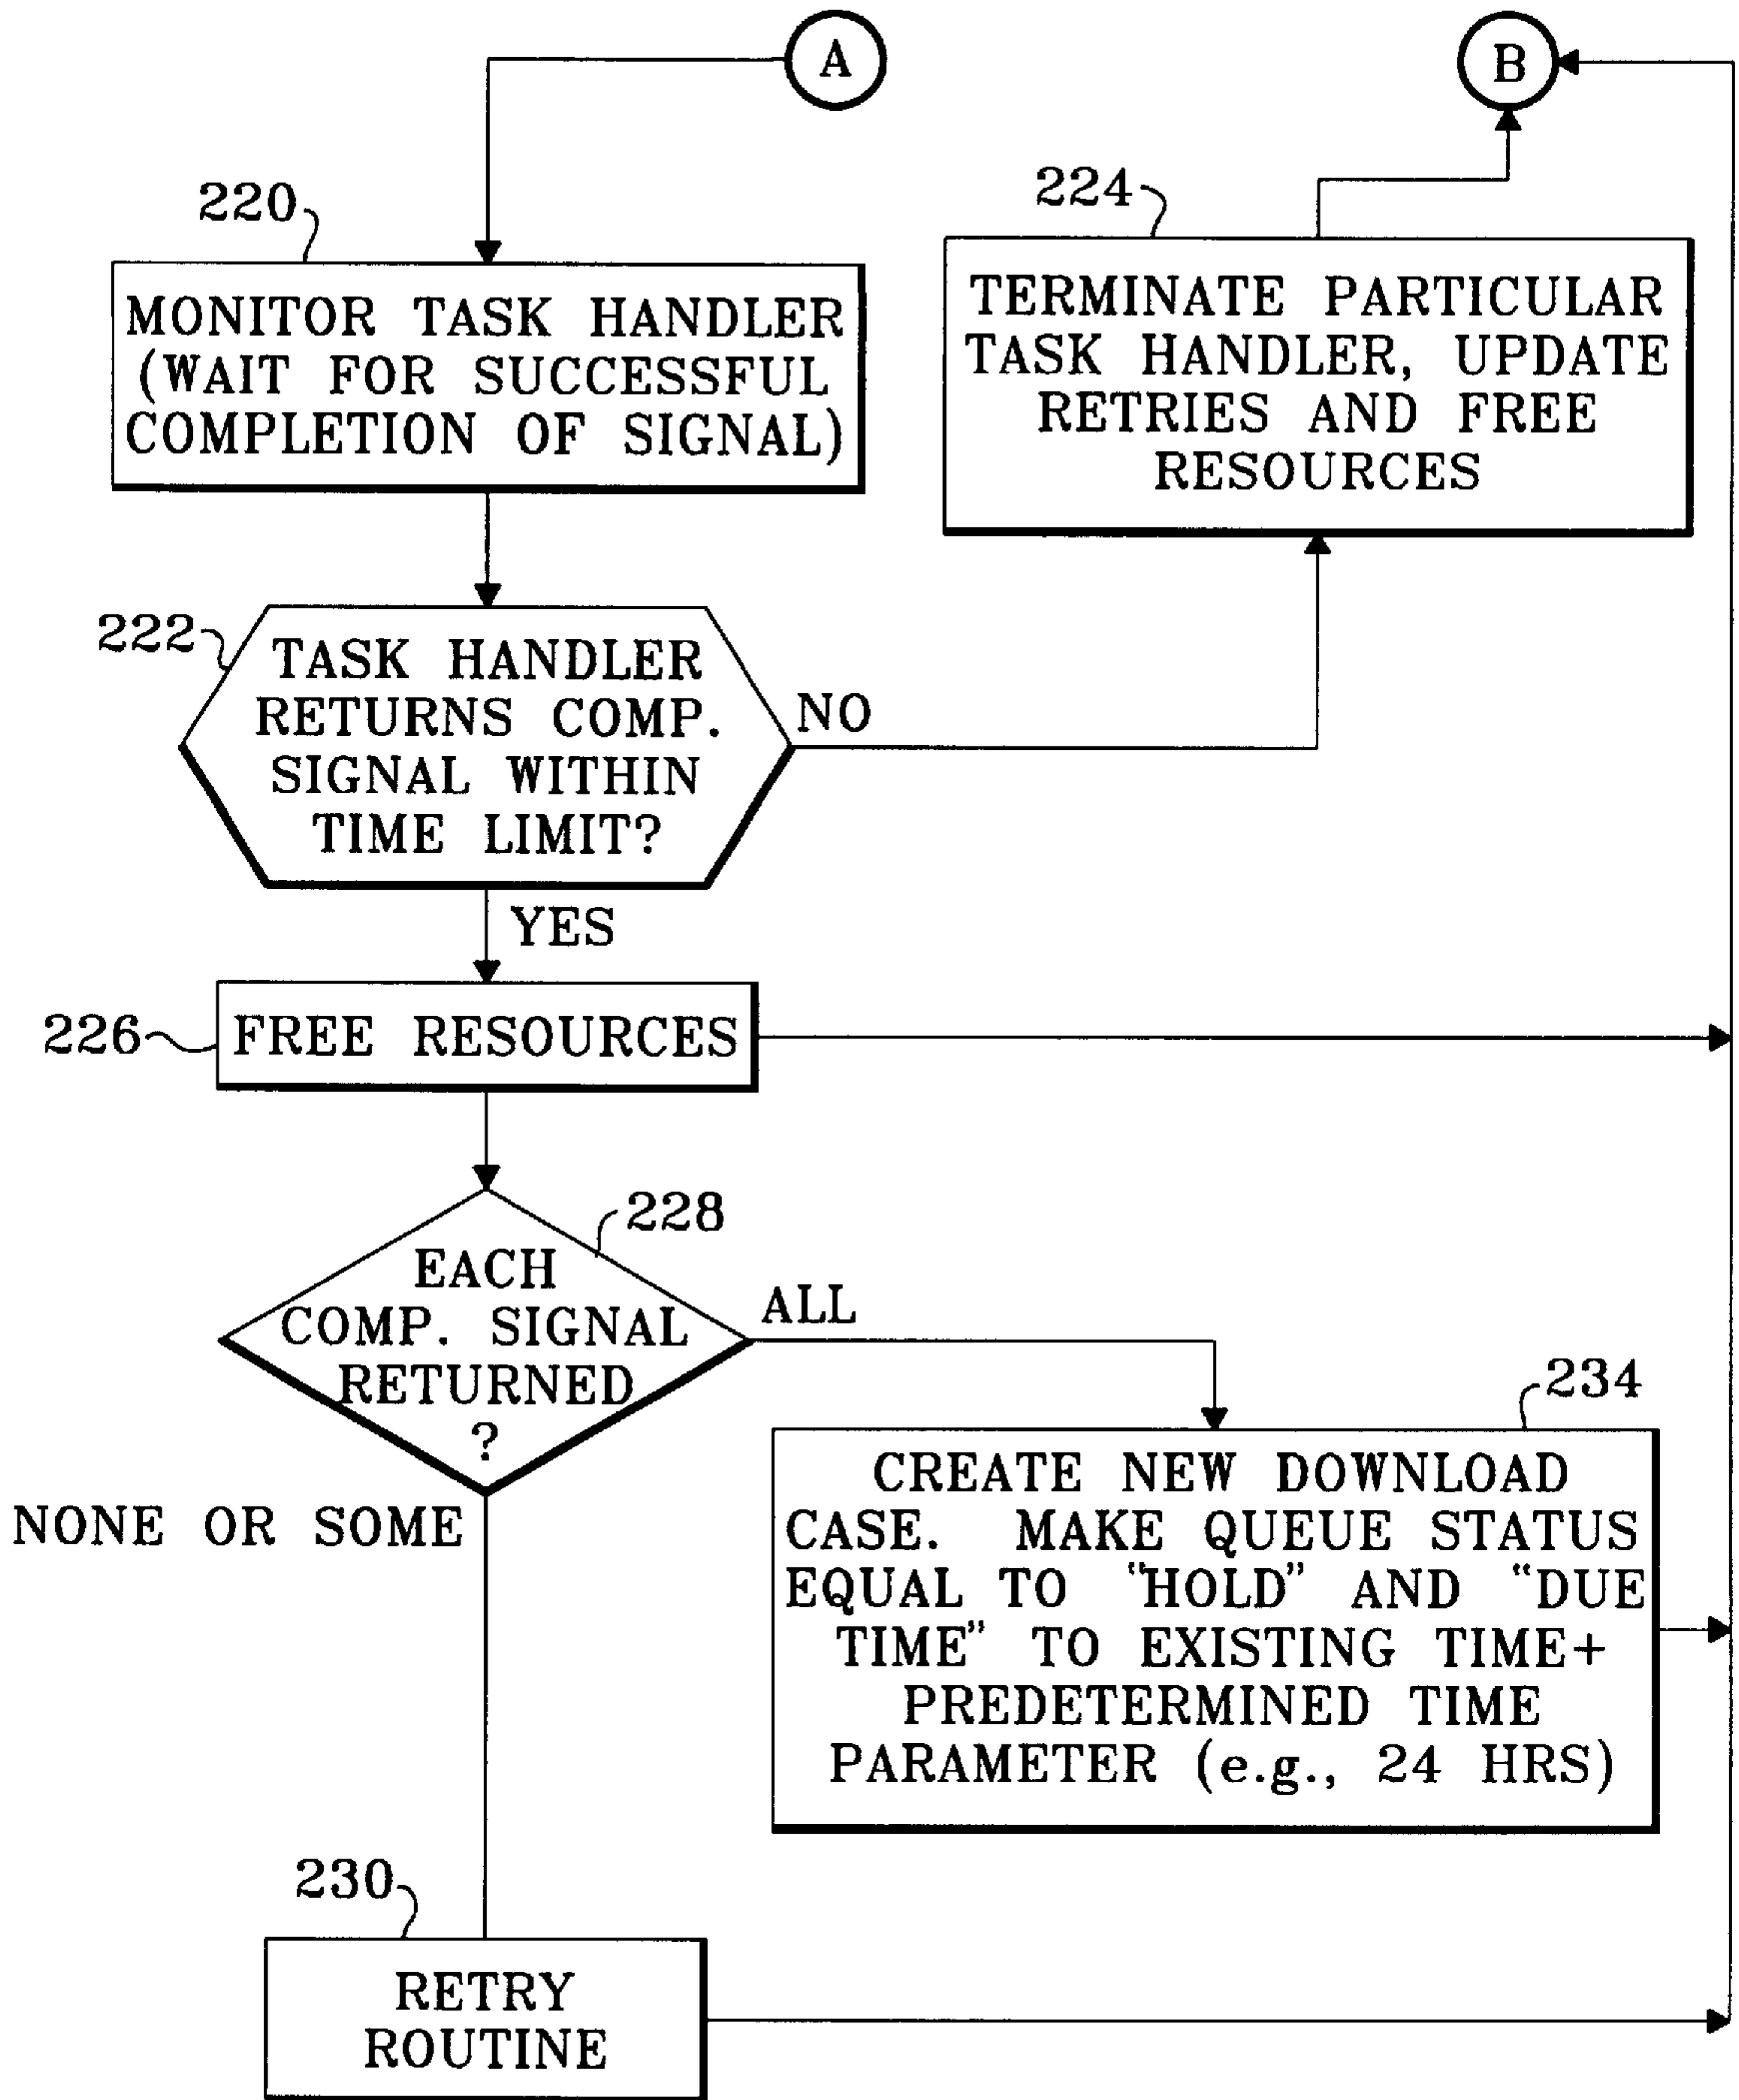 A
B
220
MONITOR TASK HANDLER
(WAIT FOR SUCCESSFUL
COMPLETION OF SIGNAL)
224
TERMINATE PARTICULAR
TASK HANDLER, UPDATE
RETRIES AND FREE
RESOURCES
222
TASK HANDLER
RETURNS COMP.
SIGNAL WITHIN
TIME LIMIT?
NO
YES
226
FREE RESOURCES
228
EACH
COMP. SIGNAL
RETURNED
?
ALL
NONE OR SOME
234
CREATE NEW DOWNLOAD
CASE. MAKE QUEUE STATUS
EQUAL TO "HOLD" AND "DUE
TIME" TO EXISTING TIME+
PREDETERMINED TIME
PARAMETER (e.g., 24 HRS)
230
RETRY
ROUTINE